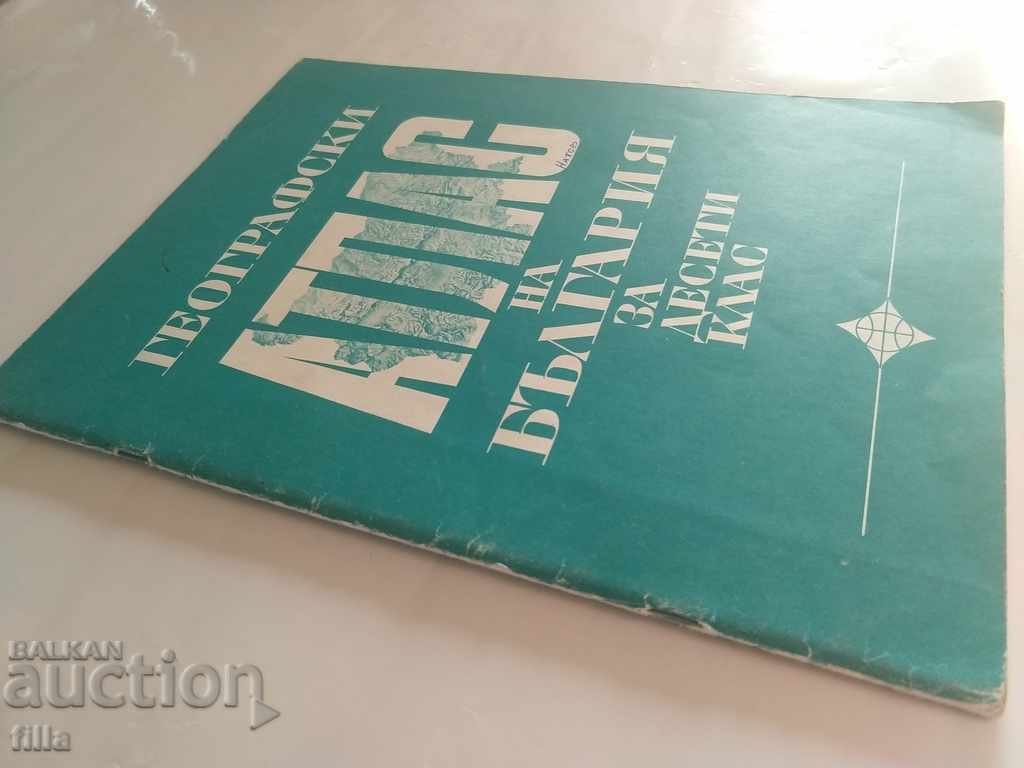 ГЕОГРАФСКИ
АТЛАС
НА
БЪЛГАРИЯ
ЗА
ДЕСЕТИ
КЛАС
BALKAN
auction
filla